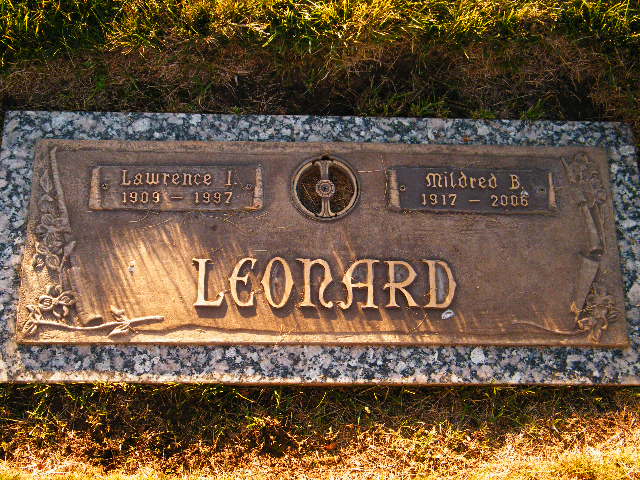 Lawrence I.
1909 – 1997
Mildred B.
1917 – 2006
LEONARD